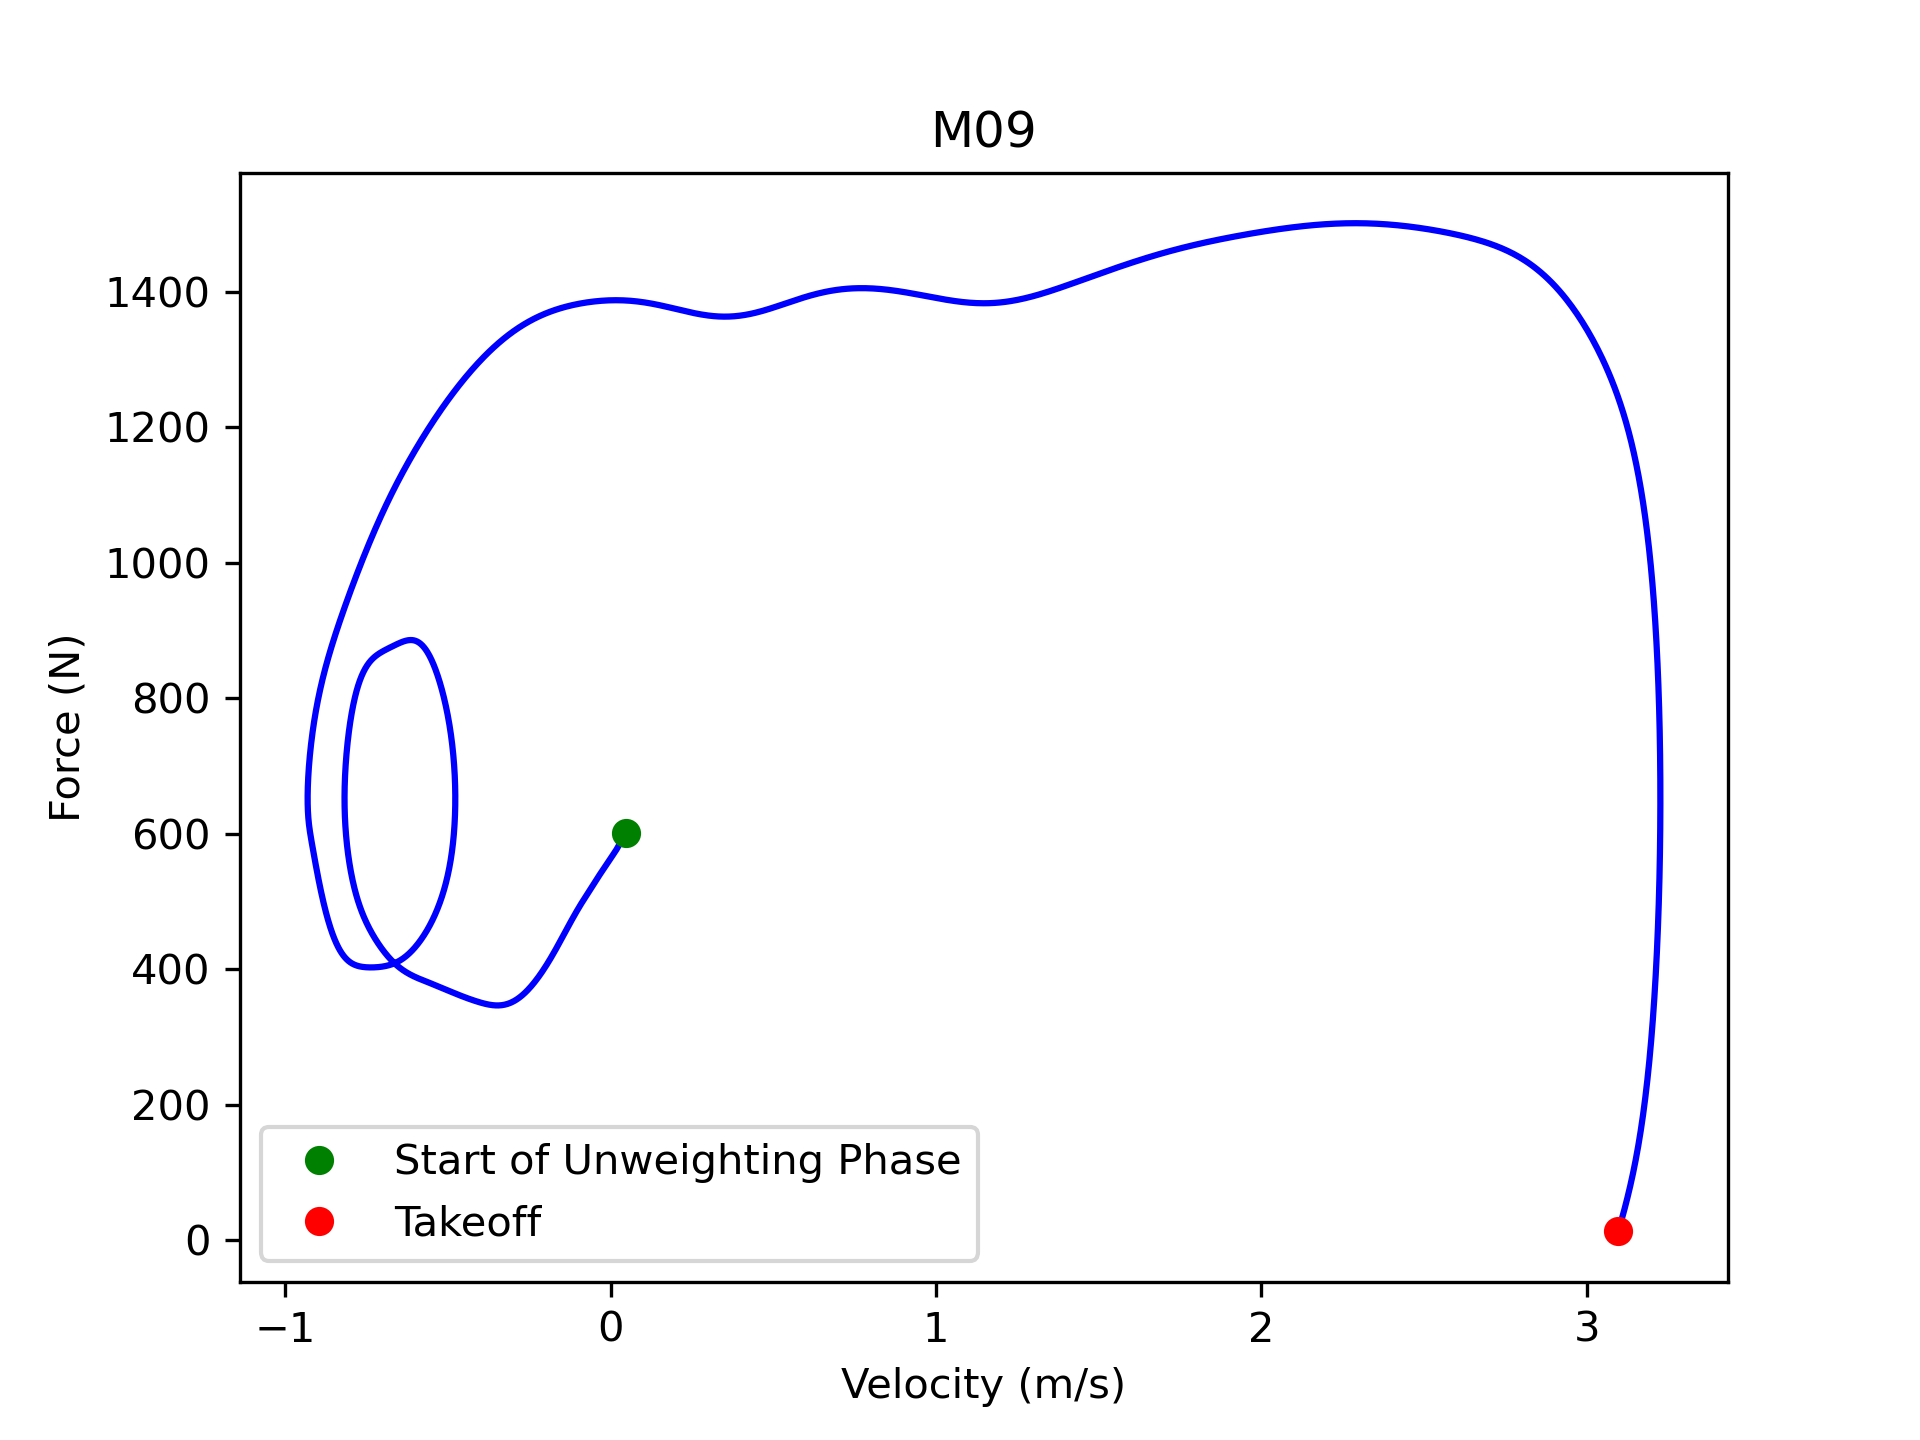 M09
1400
1200
1000
800
600
400
200
0
Force (N)
Start of Unweighting Phase
Takeoff
−1 0 1 2 3
Velocity (m/s)